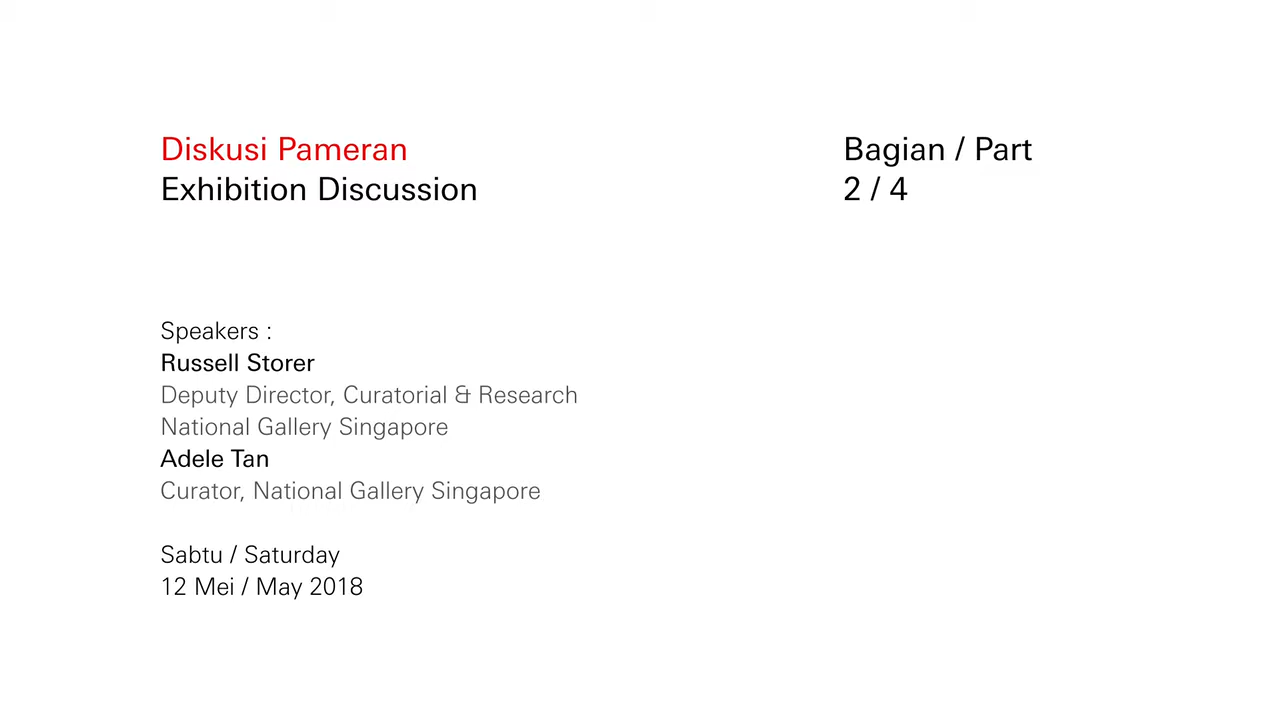 Diskusi Pameran
Exhibition Discussion
Bagian / Part
2 / 4
Speakers :
Russell Storer
Deputy Director, Curatorial & Research
National Gallery Singapore
Adele Tan
Curator, National Gallery Singapore
Sabtu / Saturday
12 Mei / May 2018